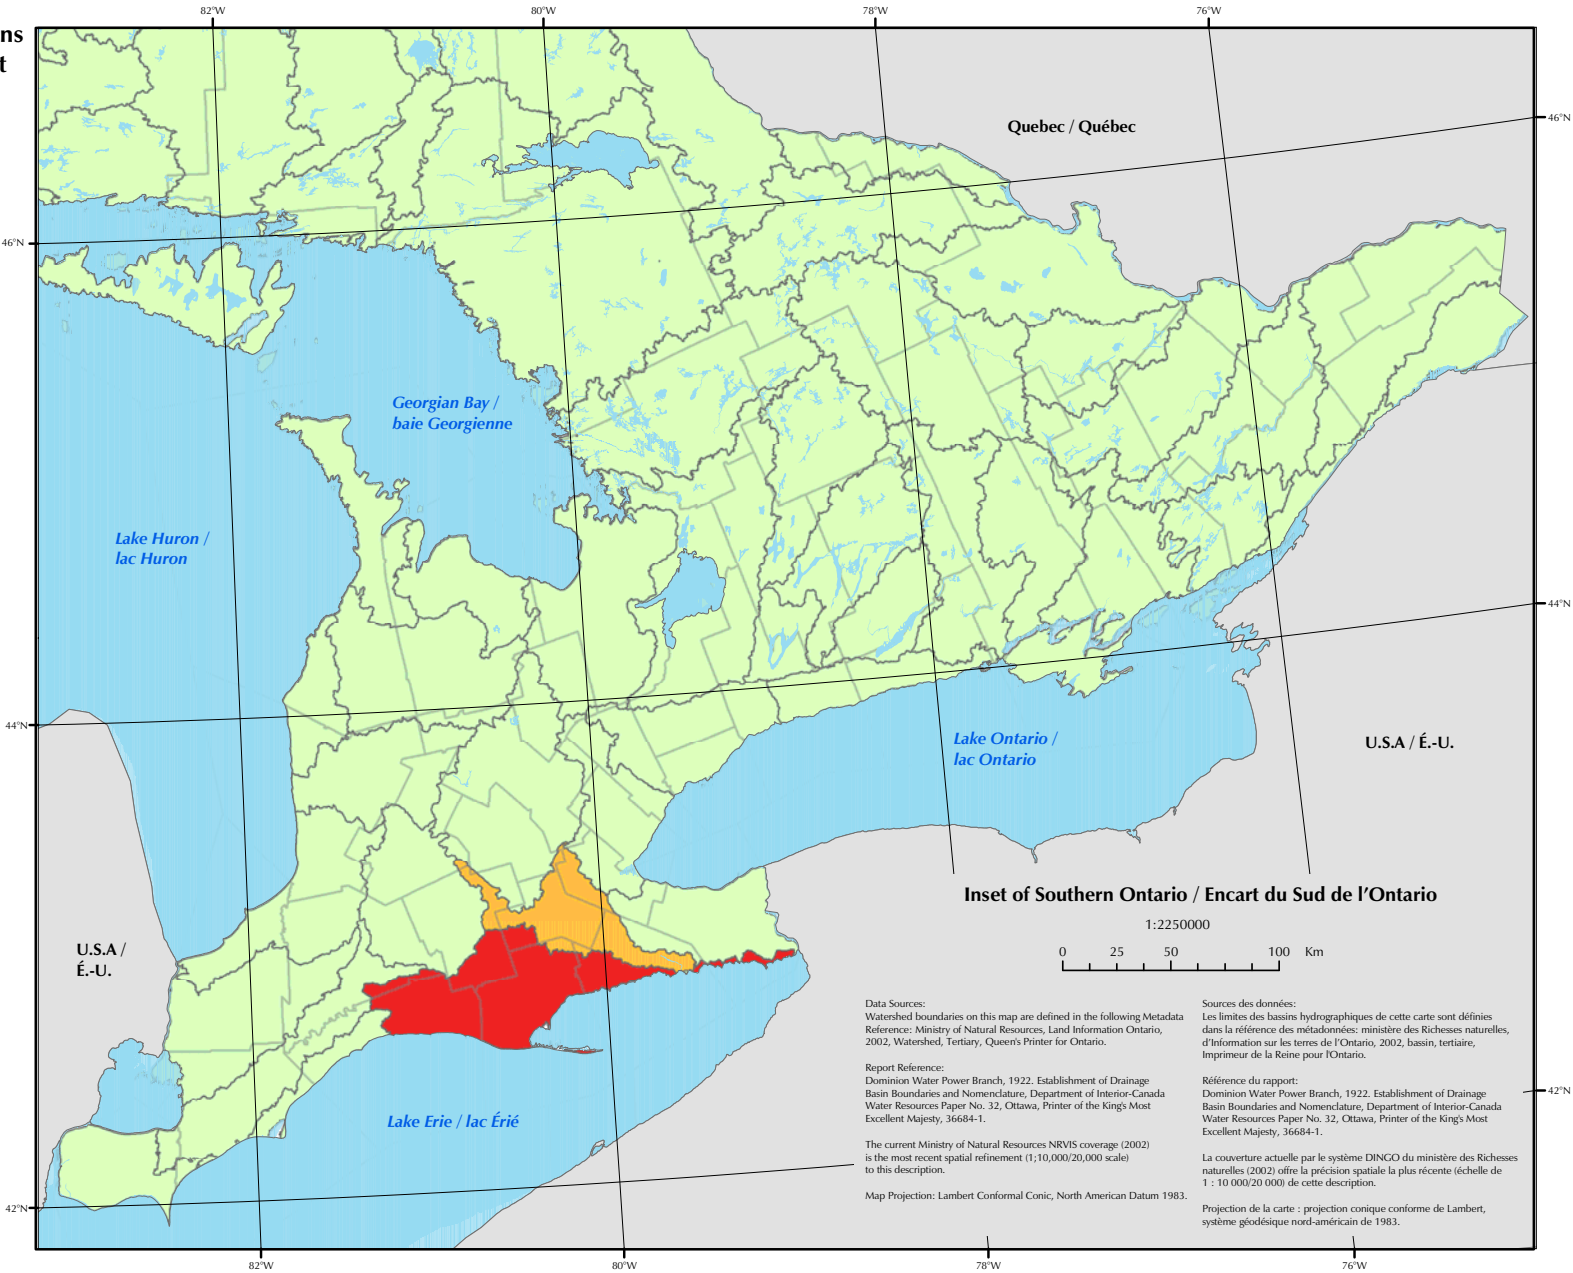 82°W
80°W
78°W
76°W
ns
t
Quebec / Québec
46°N
46°N
Georgian Bay /
baie Georgienne
Lake Huron /
lac Huron
44°N
44°N
Lake Ontario /
lac Ontario
U.S.A / É.-U.
Inset of Southern Ontario / Encart du Sud de l'Ontario
1:2250000
0 25 50 100 Km
U.S.A /
É.-U.
Data Sources:
Watershed boundaries on this map are defined in the following Metadata
Reference: Ministry of Natural Resources, Land Information Ontario,
2002, Watershed, Tertiary, Queen's Printer for Ontario.
Report Reference:
Dominion Water Power Branch, 1922. Establishment of Drainage
Basin Boundaries and Nomenclature, Department of Interior-Canada
Water Resources Paper No. 32, Ottawa, Printer of the King's Most
Excellent Majesty, 36684-1.
The current Ministry of Natural Resources NRVIS coverage (2002)
is the most recent spatial refinement (1;10,000/20,000 scale)
to this description.
Map Projection: Lambert Conformal Conic, North American Datum 1983.
Sources des données:
Les limites des bassins hydrographiques de cette carte sont définies
dans la référence des métadonnées: ministère des Richesses naturelles,
d'Information sur les terres de l'Ontario, 2002, bassin, tertiaire,
Imprimeur de la Reine pour l'Ontario.
Référence du rapport:
Dominion Water Power Branch, 1922. Establishment of Drainage
Basin Boundaries and Nomenclature, Department of Interior-Canada
Water Resources Paper No. 32, Ottawa, Printer of the King's Most
Excellent Majesty, 36684-1.
La couverture actuelle par le système DINGO du ministère des Richesses
naturelles (2002) offre la précision spatiale la plus récente (échelle de
1 : 10 000/20 000) de cette description.
Projection de la carte : projection conique conforme de Lambert,
système géodésique nord-américain de 1983.
42°N
Lake Erie / lac Érié
42°N
82°W
80°W
78°W
76°W